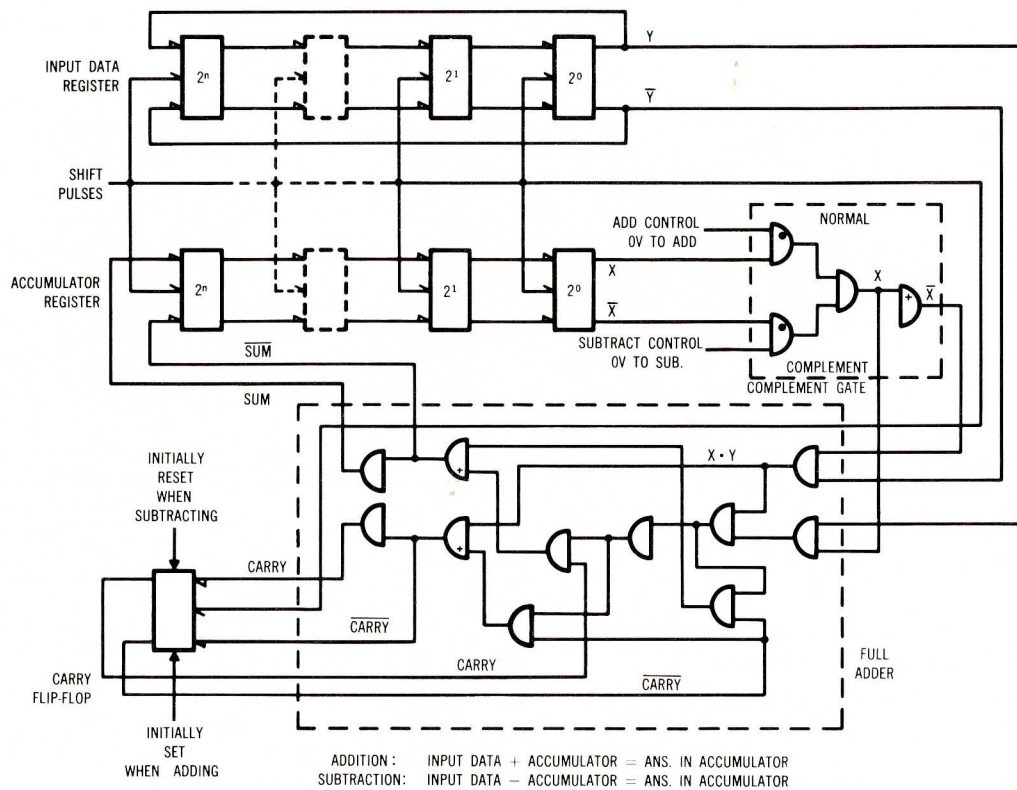 Y
INPUT DATA
REGISTER
2ⁿ
2¹
2⁰
Y̅
SHIFT
PULSES
NORMAL
ADD CONTROL
0V TO ADD
ACCUMULATOR
REGISTER
2ⁿ
2¹
2⁰
X
X
X̅
X̅
SUBTRACT CONTROL
0V TO SUB.
COMPLEMENT
COMPLEMENT GATE
S̅U̅M̅
SUM
X · Y
INITIALLY
RESET
WHEN
SUBTRACTING
CARRY
C̅A̅R̅R̅Y̅
CARRY
C̅A̅R̅R̅Y̅
FULL
ADDER
CARRY
FLIP-FLOP
INITIALLY
SET
WHEN ADDING
ADDITION: INPUT DATA + ACCUMULATOR = ANS. IN ACCUMULATOR
SUBTRACTION: INPUT DATA − ACCUMULATOR = ANS. IN ACCUMULATOR